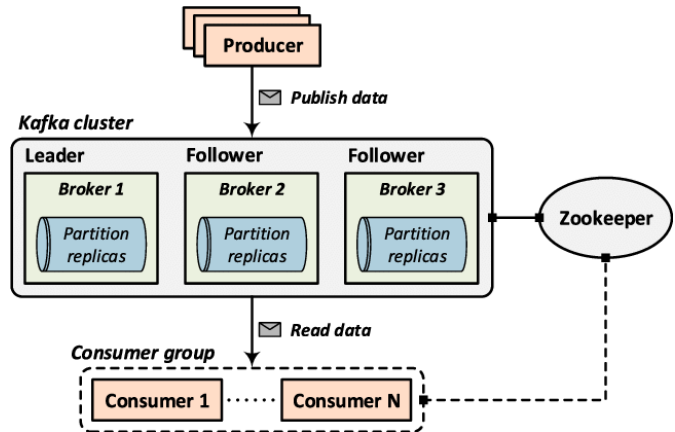 Producer
Publish data
Kafka cluster
Leader
Follower
Follower
Broker 1
Broker 2
Broker 3
Partition
replicas
Partition
replicas
Partition
replicas
Zookeeper
Read data
Consumer group
Consumer 1 ...... Consumer N